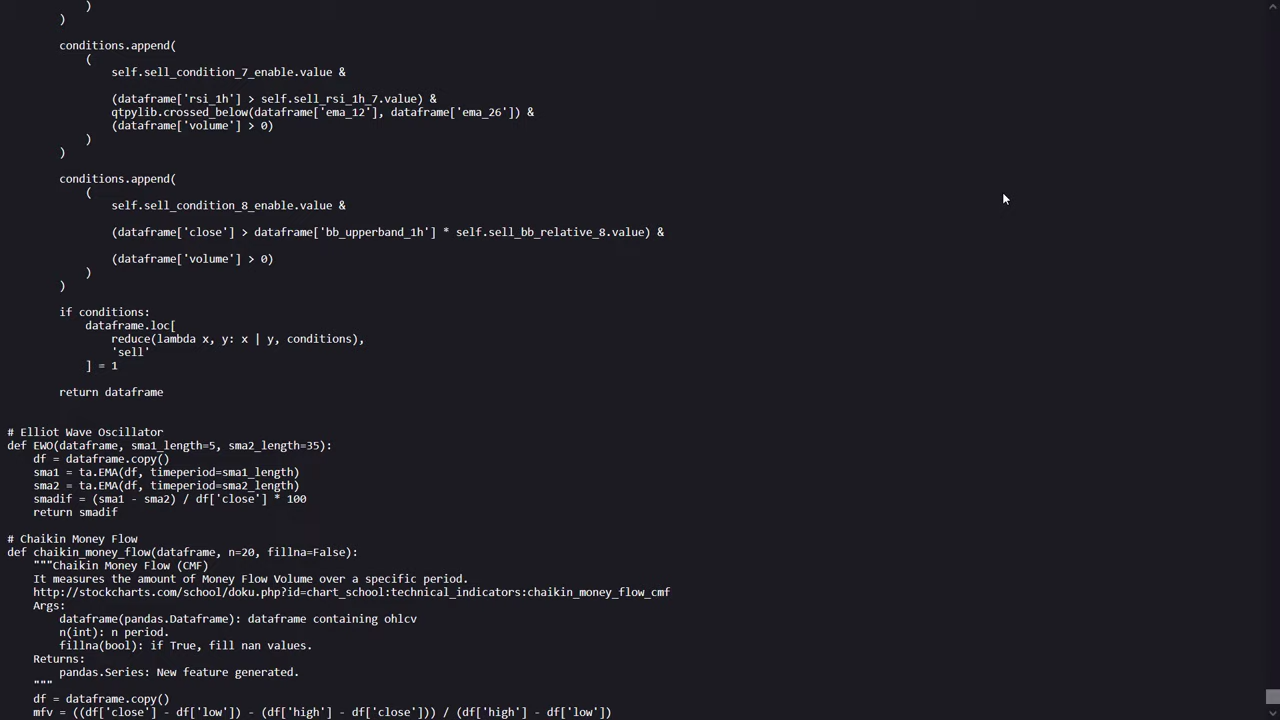 )
        )

        conditions.append(
            (
                self.sell_condition_7_enable.value &

                (dataframe['rsi_1h'] > self.sell_rsi_1h_7.value) &
                qtpylib.crossed_below(dataframe['ema_12'], dataframe['ema_26']) &
                (dataframe['volume'] > 0)
            )
        )

        conditions.append(
            (
                self.sell_condition_8_enable.value &

                (dataframe['close'] > dataframe['bb_upperband_1h'] * self.sell_bb_relative_8.value) &

                (dataframe['volume'] > 0)
            )
        )

        if conditions:
            dataframe.loc[
                reduce(lambda x, y: x | y, conditions),
                'sell'
            ] = 1

        return dataframe


# Elliot Wave Oscillator
def EWO(dataframe, sma1_length=5, sma2_length=35):
    df = dataframe.copy()
    sma1 = ta.EMA(df, timeperiod=sma1_length)
    sma2 = ta.EMA(df, timeperiod=sma2_length)
    smadif = (sma1 - sma2) / df['close'] * 100
    return smadif

# Chaikin Money Flow
def chaikin_money_flow(dataframe, n=20, fillna=False):
    """Chaikin Money Flow (CMF)
    It measures the amount of Money Flow Volume over a specific period.
    http://stockcharts.com/school/doku.php?id=chart_school:technical_indicators:chaikin_money_flow_cmf
    Args:
        dataframe(pandas.Dataframe): dataframe containing ohlcv
        n(int): n period.
        fillna(bool): if True, fill nan values.
    Returns:
        pandas.Series: New feature generated.
    """
    df = dataframe.copy()
    mfv = ((df['close'] - df['low']) - (df['high'] - df['close'])) / (df['high'] - df['low'])